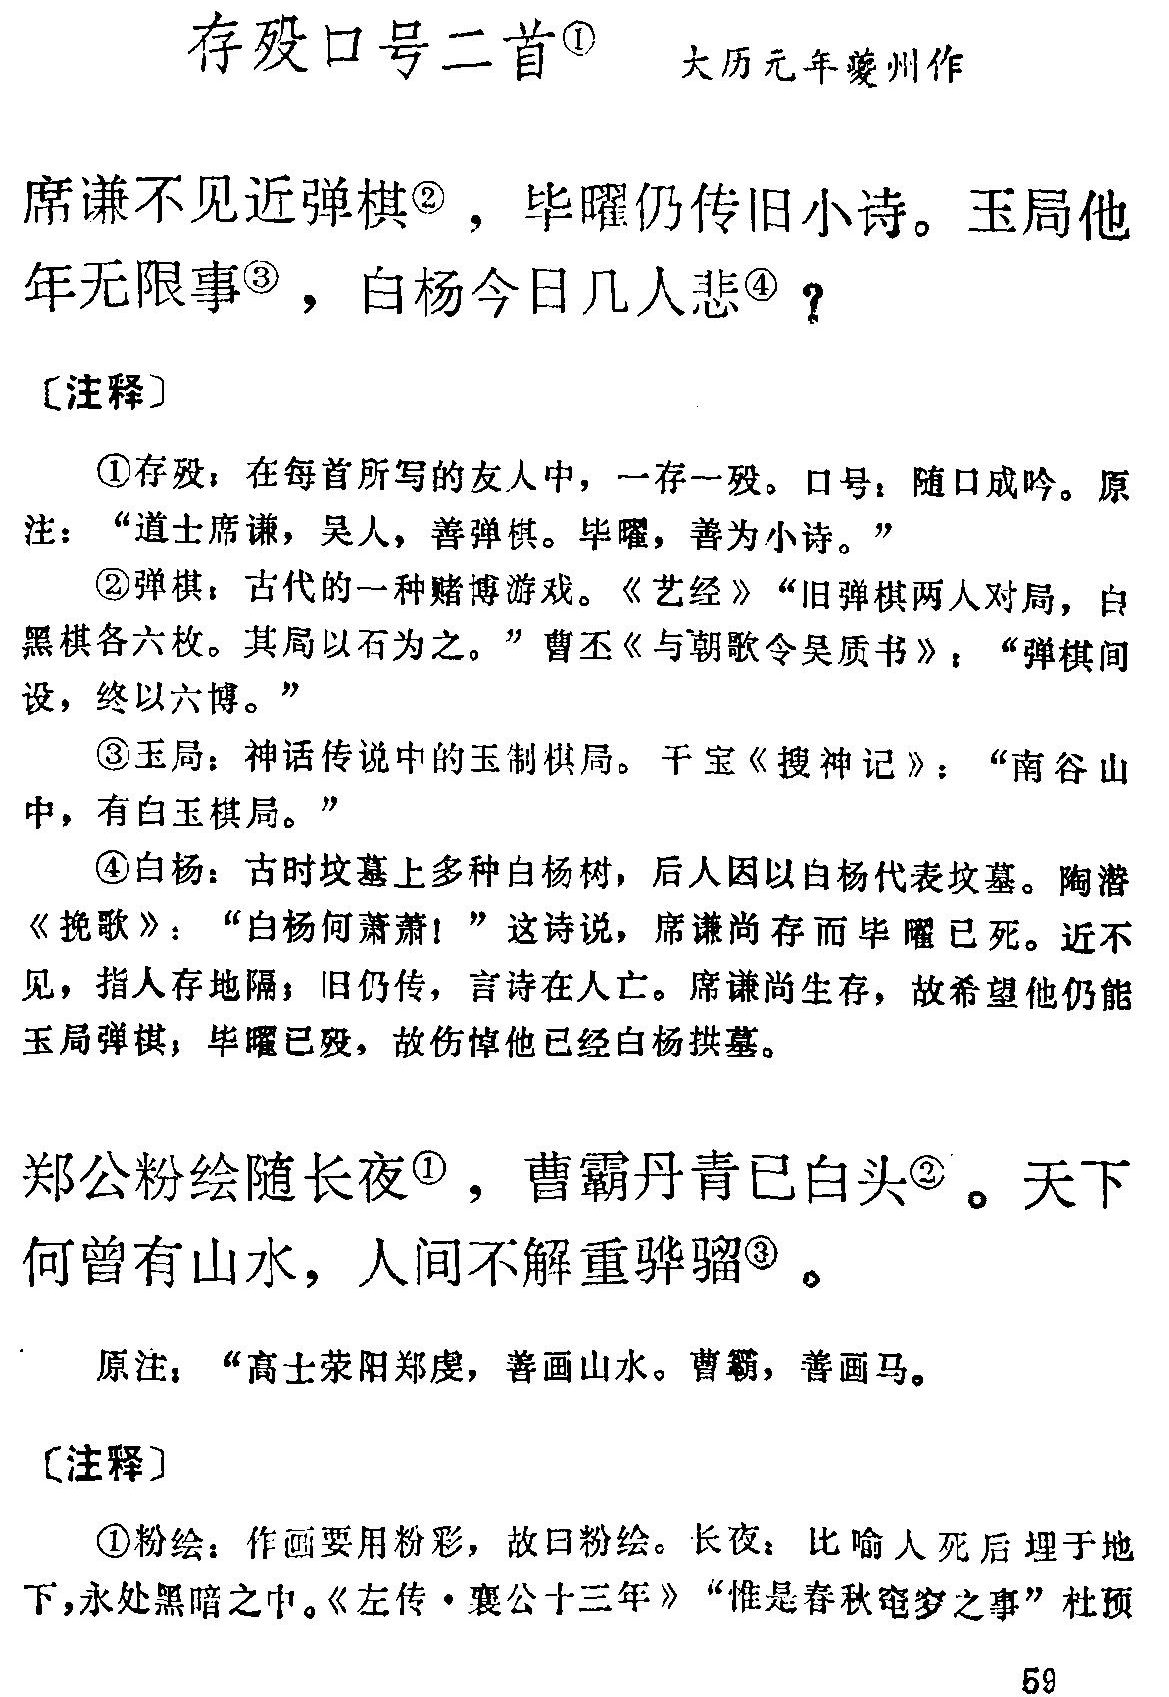 存殁口号二首① 大历元年夔州作
席谦不见近弹棋②，毕曜仍传旧小诗。玉局他
年无限事③，白杨今日几人悲④？
〔注释〕
①存殁：在每首所写的友人中，一存一殁。口号：随口成吟。原
注：“道士席谦，吴人，善弹棋。毕曜，善为小诗。”
②弹棋：古代的一种赌博游戏。《艺经》“旧弹棋两人对局，白
黑棋各六枚。其局以石为之。”曹丕《与朝歌令吴质书》：“弹棋间
设，终以六博。”
③玉局：神话传说中的玉制棋局。干宝《搜神记》：“南谷山
中，有白玉棋局。”
④白杨：古时坟墓上多种白杨树，后人因以白杨代表坟墓。陶潜
《挽歌》：“白杨何萧萧！”这诗说，席谦尚存而毕曜已死。近不
见，指人存地隔；旧仍传，言诗在人亡。席谦尚生存，故希望他仍能
玉局弹棋；毕曜已殁，故伤悼他已经白杨拱墓。
郑公粉绘随长夜①，曹霸丹青已白头②。天下
何曾有山水，人间不解重骅骝③。
原注：“高士荥阳郑虔，善画山水。曹霸，善画马。
〔注释〕
①粉绘：作画要用粉彩，故曰粉绘。长夜：比喻人死后埋于地
下，永处黑暗之中。《左传·襄公十三年》“惟是春秋窀穸之事”杜预
59